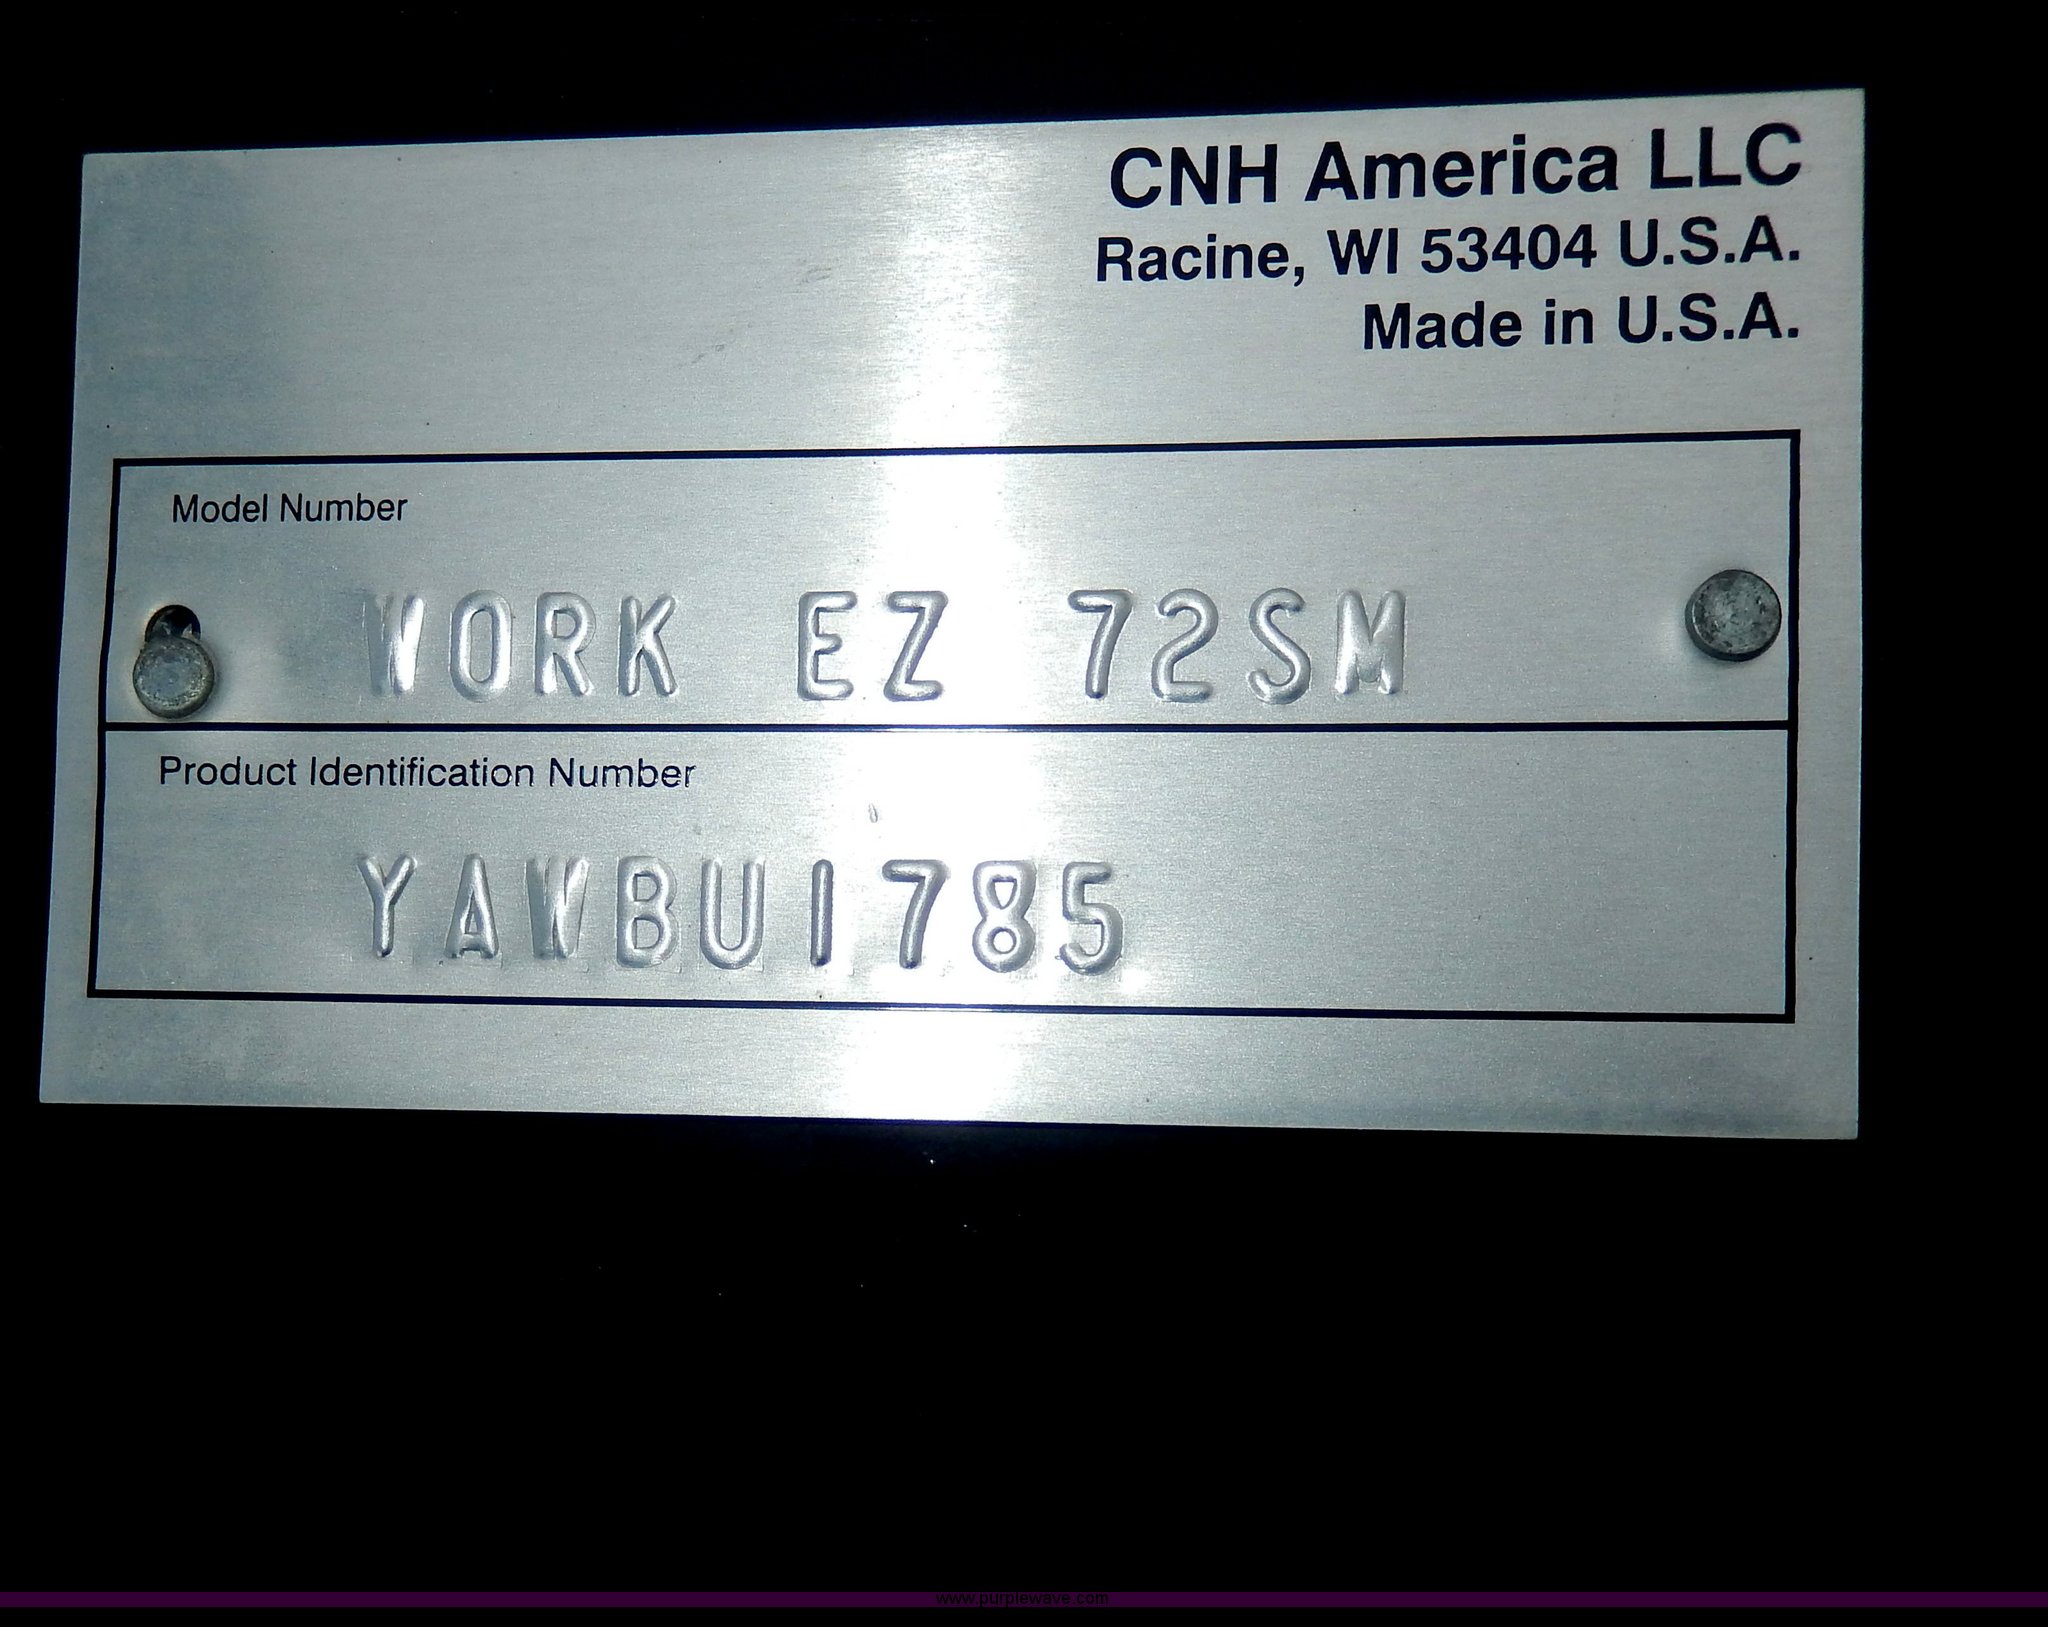 CNH America LLC
Racine, WI 53404 U.S.A.
Made in U.S.A.
Model Number
WORK EZ 72SM
Product Identification Number
YAWBU1785
www.purplewave.com